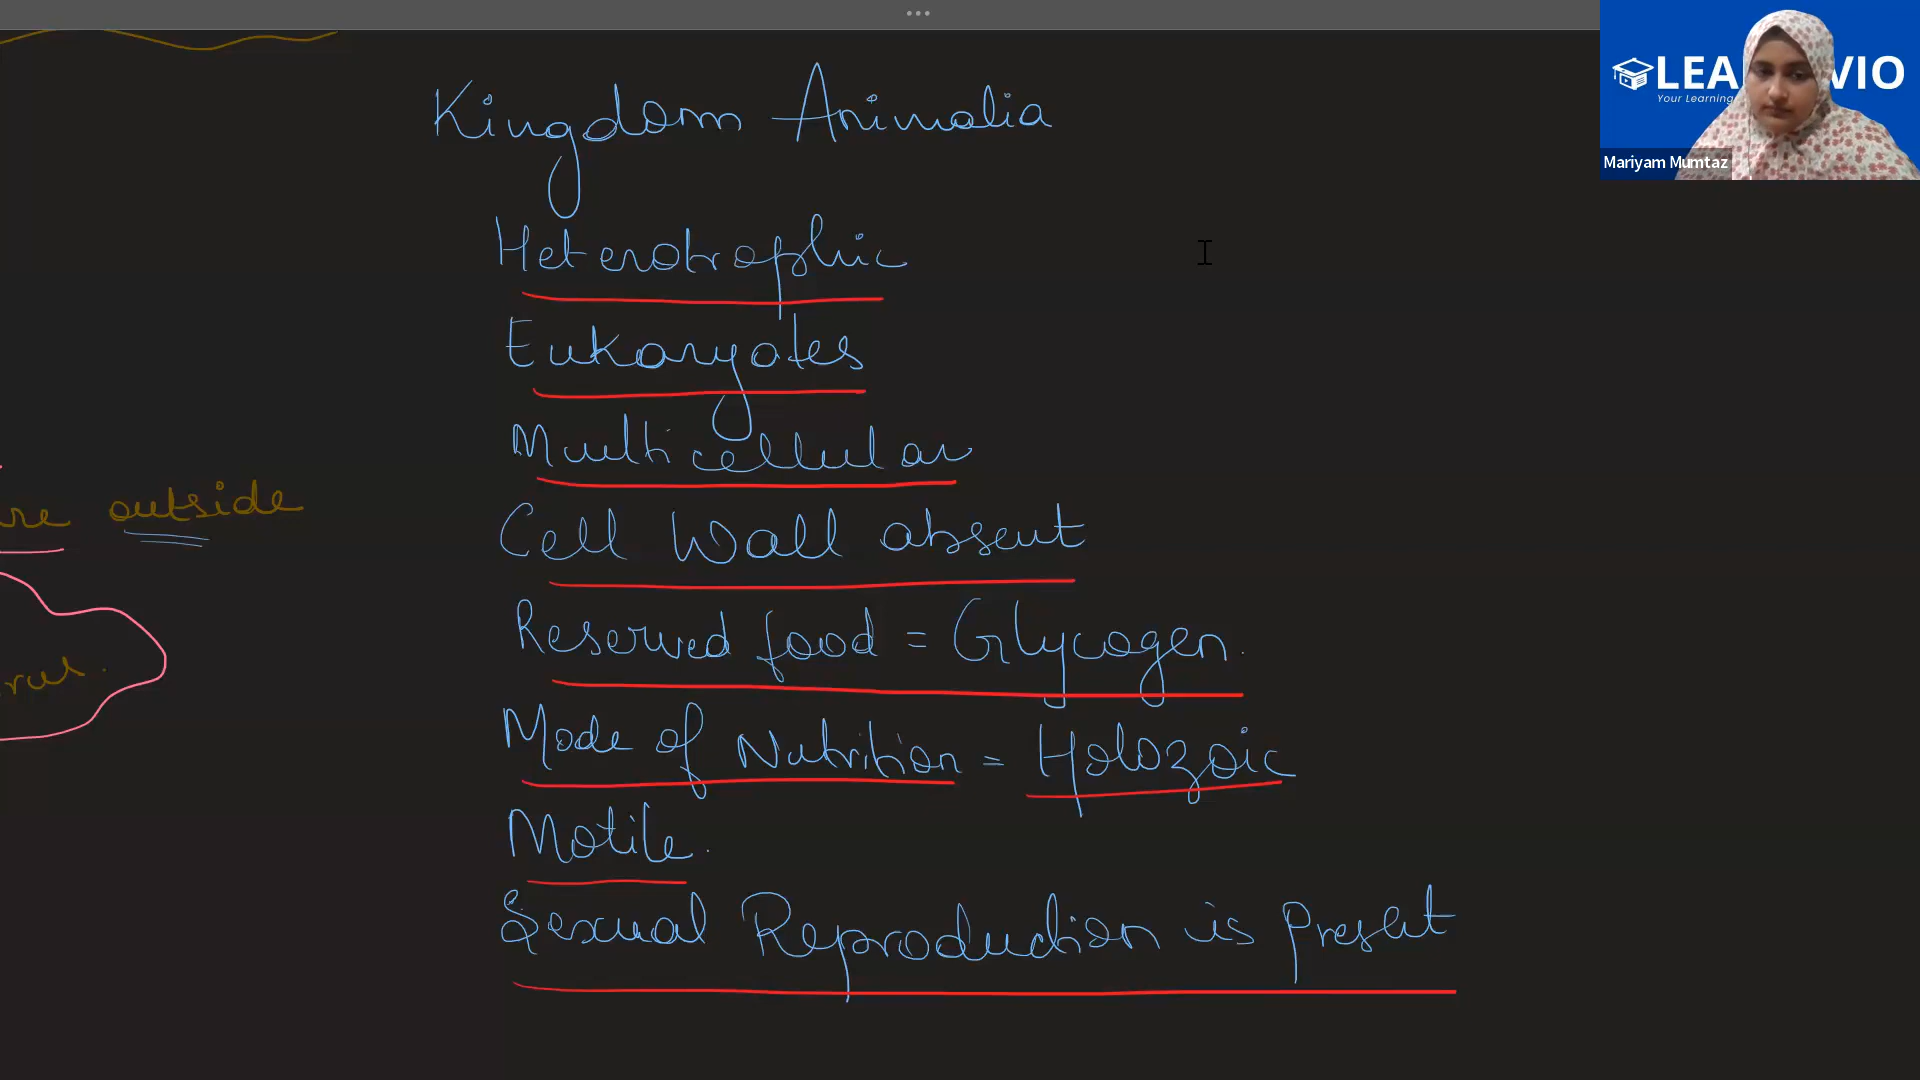 Kingdom Animalia
Heterotrophic
Eukaryotes
Multicellular
Cell Wall absent
Reserved food = Glycogen.
Mode of Nutrition = Holozoic
Motile.
Sexual Reproduction is Present
outside
LEA VIO
Your Learning
Mariyam Mumtaz